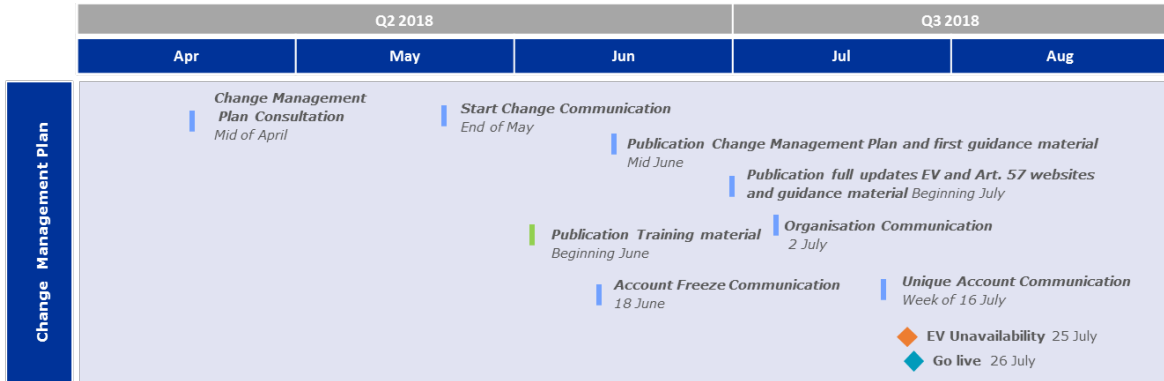 Q2 2018
Q3 2018
Apr
May
Jun
Jul
Aug
Change Management Plan
Change Management
Plan Consultation
Mid of April
Start Change Communication
End of May
Publication Change Management Plan and first guidance material
Mid June
Publication full updates EV and Art. 57 websites
and guidance material Beginning July
Publication Training material
Beginning June
Organisation Communication
2 July
Account Freeze Communication
18 June
Unique Account Communication
Week of 16 July
EV Unavailability 25 July
Go live 26 July